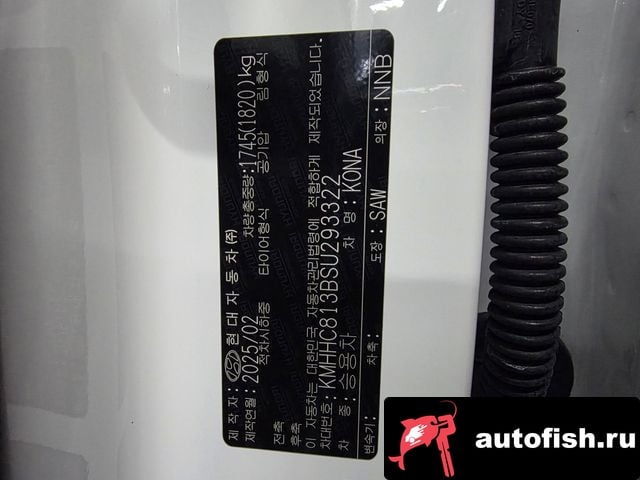 제 작 자 : 현 대 자 동 차 ㈜
제작연월 : 2025/02 차량총중량:1745(1820)kg
전축 적차시하중 타이어형식 공기압 림형식
후축
이 자동차는 대한민국 자동차관리법령에 적합하게 제작되었습니다.
차대번호: KMHHC813BSU293322
차 종: 승용차 차 명: KONA
변속기: 차축: 도장: SAW 의장: NNB
autofish.ru